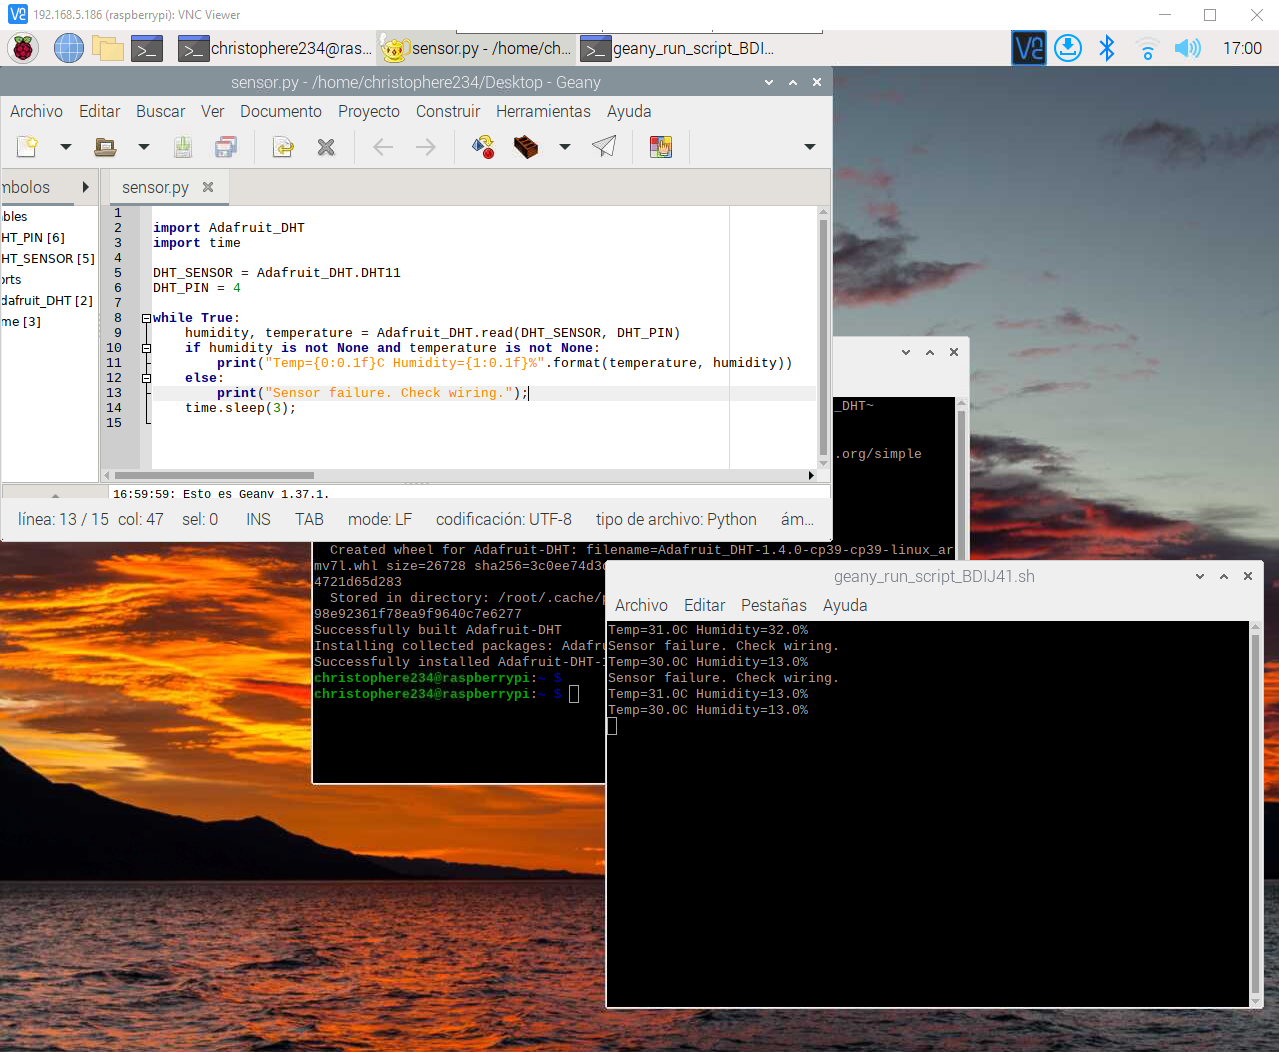 192.168.5.186 (raspberrypi): VNC Viewer
christophere234@ras...
sensor.py - /home/ch...
geany_run_script_BDI...
17:00
sensor.py - /home/christophere234/Desktop - Geany
Archivo Editar Buscar Ver Documento Proyecto Construir Herramientas Ayuda
mbolos
sensor.py
bles
HT_PIN [6]
HT_SENSOR [5]
orts
dafruit_DHT [2]
me [3]
1
2 import Adafruit_DHT
3 import time
4
5 DHT_SENSOR = Adafruit_DHT.DHT11
6 DHT_PIN = 4
7
8 while True:
9 humidity, temperature = Adafruit_DHT.read(DHT_SENSOR, DHT_PIN)
10 if humidity is not None and temperature is not None:
11 print("Temp={0:0.1f}C Humidity={1:0.1f}%".format(temperature, humidity))
12 else:
13 print("Sensor failure. Check wiring.");
14 time.sleep(3);
15
16:59:59: Esto es Geany 1.37.1.
línea: 13 / 15 col: 47 sel: 0 INS TAB mode: LF codificación: UTF-8 tipo de archivo: Python ám...
_DHT~
.org/simple
Created wheel for Adafruit-DHT: filename=Adafruit_DHT-1.4.0-cp39-cp39-linux_ar
mv7l.whl size=26728 sha256=3c0ee74d3
4721d65d283
Stored in directory: /root/.cache/
98e92361f78ea9f9640c7e6277
Successfully built Adafruit-DHT
Installing collected packages: Adafru
Successfully installed Adafruit-DHT-
christophere234@raspberrypi:~ $
christophere234@raspberrypi:~ $
geany_run_script_BDIJ41.sh
Archivo Editar Pestañas Ayuda
Temp=31.0C Humidity=32.0%
Sensor failure. Check wiring.
Temp=30.0C Humidity=13.0%
Sensor failure. Check wiring.
Temp=31.0C Humidity=13.0%
Temp=30.0C Humidity=13.0%